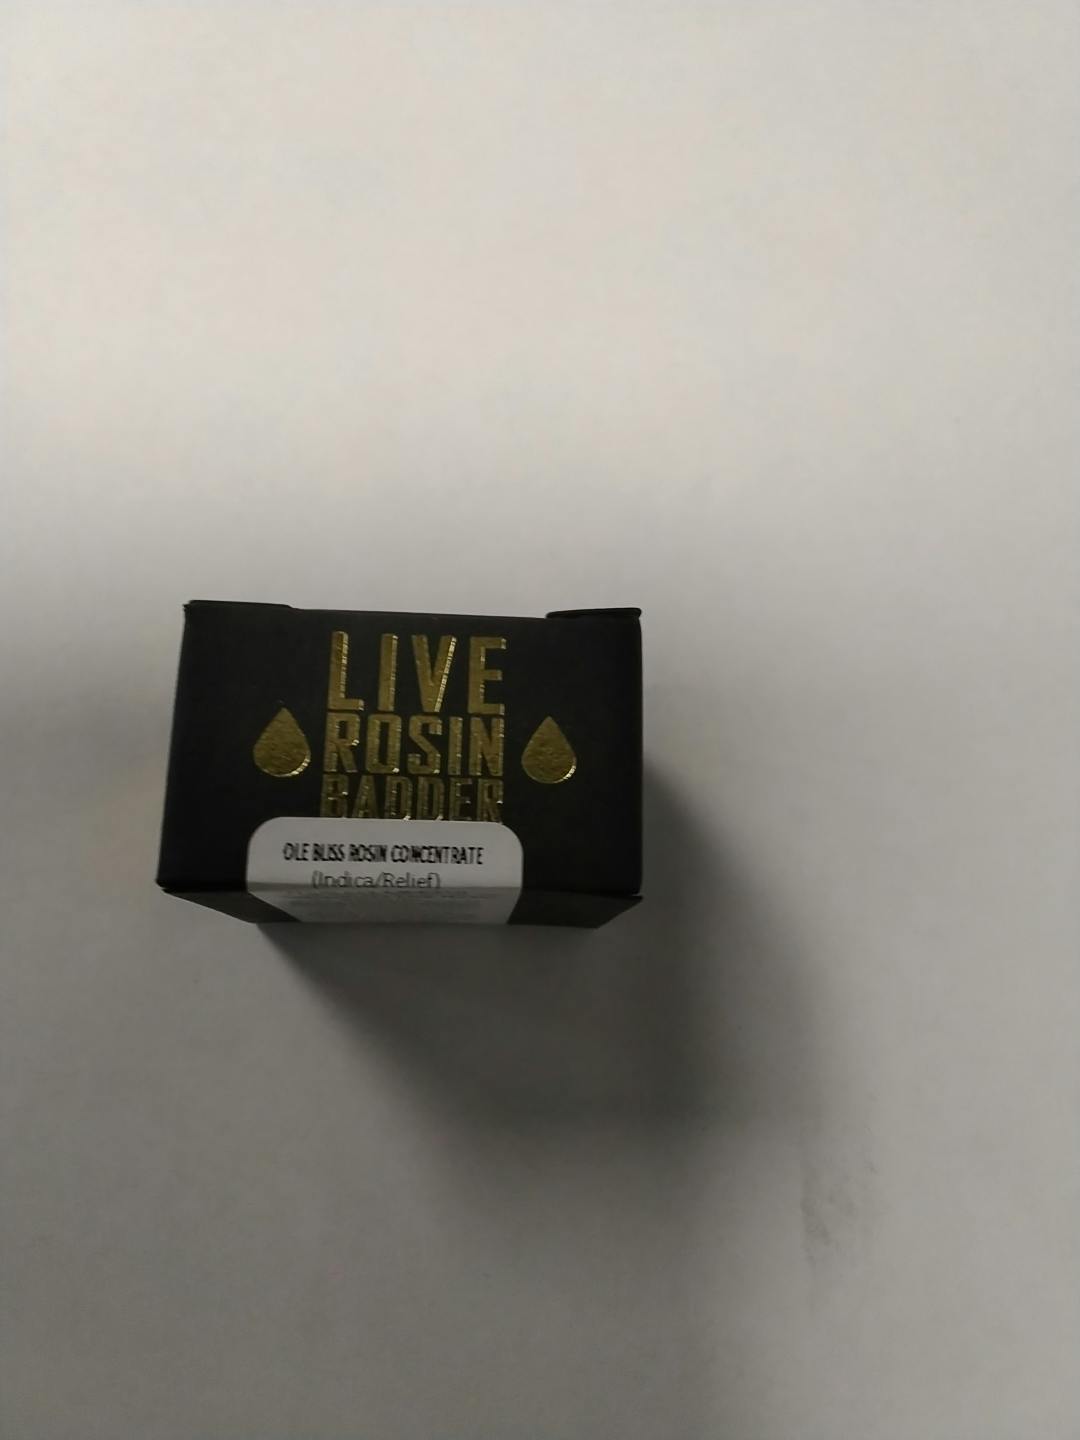 LIVE
ROSIN
BADDER
OLE BLISS ROSIN CONCENTRATE
(Indica/Relief)